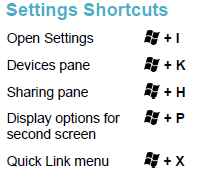 Settings Shortcuts
Open Settings + I
Devices pane + K
Sharing pane + H
Display options for + P
second screen
Quick Link menu + X